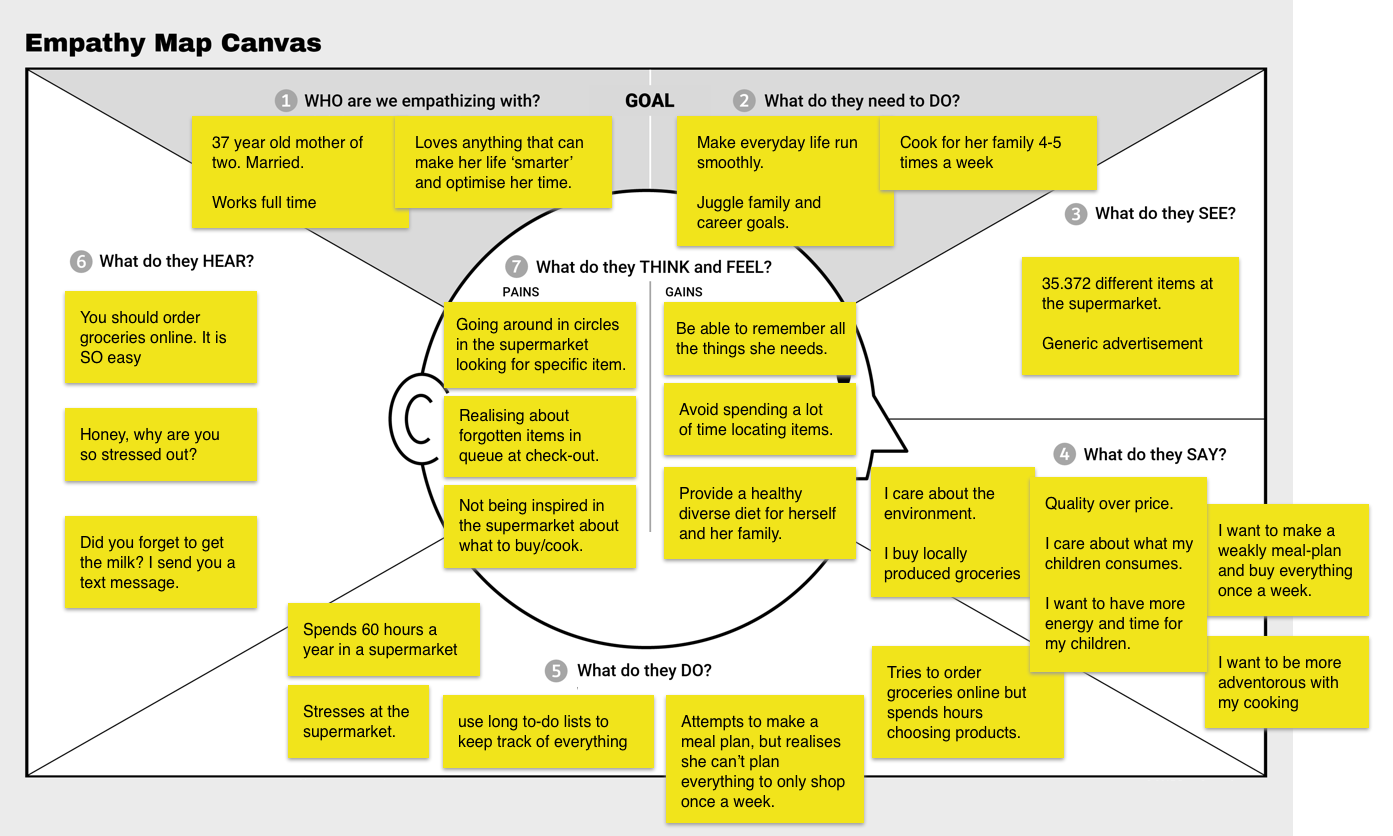 Empathy Map Canvas
1 WHO are we empathizing with?
37 year old mother of
two. Married.
Works full time
Loves anything that can
make her life ‘smarter’
and optimise her time.
GOAL
2 What do they need to DO?
Make everyday life run
smoothly.
Juggle family and
career goals.
Cook for her family 4-5
times a week
3 What do they SEE?
35.372 different items at
the supermarket.
Generic advertisement
4 What do they SAY?
I care about the
environment.
I buy locally
produced groceries
Quality over price.
I care about what my
children consumes.
I want to have more
energy and time for
my children.
I want to make a
weakly meal-plan
and buy everything
once a week.
I want to be more
adventorous with
my cooking
5 What do they DO?
Spends 60 hours a
year in a supermarket
Stresses at the
supermarket.
use long to-do lists to
keep track of everything
Attempts to make a
meal plan, but realises
she can’t plan
everything to only shop
once a week.
Tries to order
groceries online but
spends hours
choosing products.
6 What do they HEAR?
You should order
groceries online. It is
SO easy
Honey, why are you
so stressed out?
Did you forget to get
the milk? I send you a
text message.
7 What do they THINK and FEEL?
PAINS
Going around in circles
in the supermarket
looking for specific item.
Realising about
forgotten items in
queue at check-out.
Not being inspired in
the supermarket about
what to buy/cook.
GAINS
Be able to remember all
the things she needs.
Avoid spending a lot
of time locating items.
Provide a healthy
diverse diet for herself
and her family.